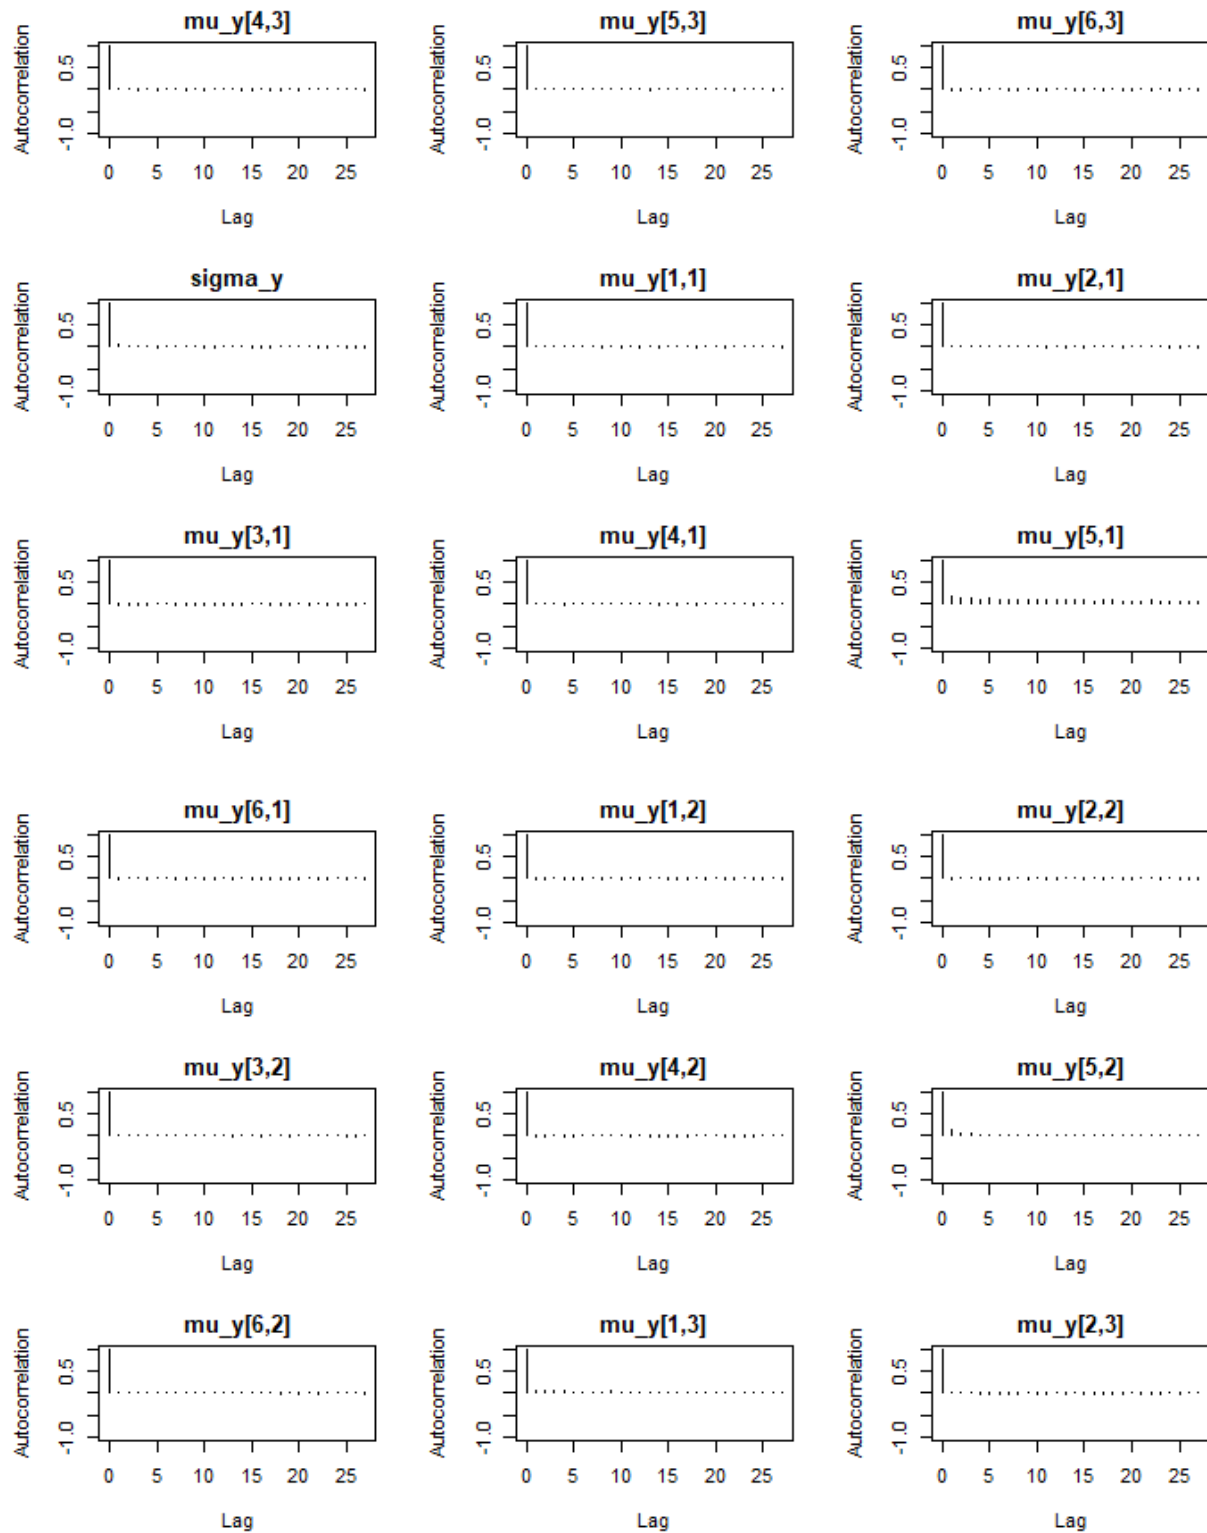 mu_y[4,3] mu_y[5,3] mu_y[6,3]
Autocorrelation Autocorrelation Autocorrelation
0.5 0.5 0.5
-1.0 -1.0 -1.0
0 5 10 15 20 25 0 5 10 15 20 25 0 5 10 15 20 25
Lag Lag Lag
sigma_y mu_y[1,1] mu_y[2,1]
Autocorrelation Autocorrelation Autocorrelation
0.5 0.5 0.5
-1.0 -1.0 -1.0
0 5 10 15 20 25 0 5 10 15 20 25 0 5 10 15 20 25
Lag Lag Lag
mu_y[3,1] mu_y[4,1] mu_y[5,1]
Autocorrelation Autocorrelation Autocorrelation
0.5 0.5 0.5
-1.0 -1.0 -1.0
0 5 10 15 20 25 0 5 10 15 20 25 0 5 10 15 20 25
Lag Lag Lag
mu_y[6,1] mu_y[1,2] mu_y[2,2]
Autocorrelation Autocorrelation Autocorrelation
0.5 0.5 0.5
-1.0 -1.0 -1.0
0 5 10 15 20 25 0 5 10 15 20 25 0 5 10 15 20 25
Lag Lag Lag
mu_y[3,2] mu_y[4,2] mu_y[5,2]
Autocorrelation Autocorrelation Autocorrelation
0.5 0.5 0.5
-1.0 -1.0 -1.0
0 5 10 15 20 25 0 5 10 15 20 25 0 5 10 15 20 25
Lag Lag Lag
mu_y[6,2] mu_y[1,3] mu_y[2,3]
Autocorrelation Autocorrelation Autocorrelation
0.5 0.5 0.5
-1.0 -1.0 -1.0
0 5 10 15 20 25 0 5 10 15 20 25 0 5 10 15 20 25
Lag Lag Lag